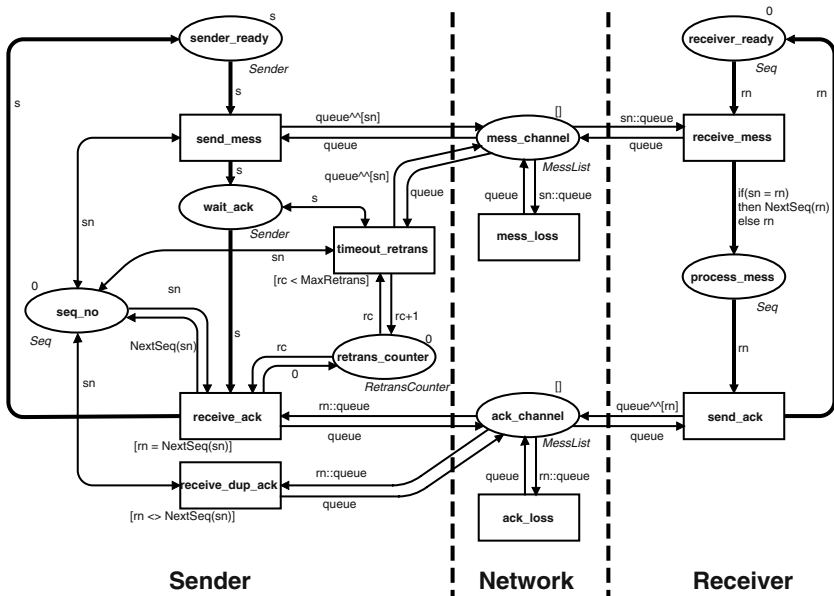 s
0
sender_ready
receiver_ready
Sender
Seq
s
s
rn
rn
queue^^[sn]
[]
sn::queue
send_mess
mess_channel
receive_mess
queue
queue
s
queue^^[sn]
MessList
queue
queue
sn::queue
if(sn = rn)
then NextSeq(rn)
else rn
wait_ack
s
Sender
sn
timeout_retrans
mess_loss
sn
[rc < MaxRetrans]
process_mess
0
sn
seq_no
Seq
rc
rc+1
Seq
NextSeq(sn)
s
rc
0
retrans_counter
rn
sn
0
RetransCounter
[]
rn::queue
queue^^[rn]
receive_ack
ack_channel
send_ack
queue
queue
[rn = NextSeq(sn)]
MessList
rn::queue
queue
rn::queue
receive_dup_ack
queue
[rn <> NextSeq(sn)]
ack_loss
Sender
Network
Receiver